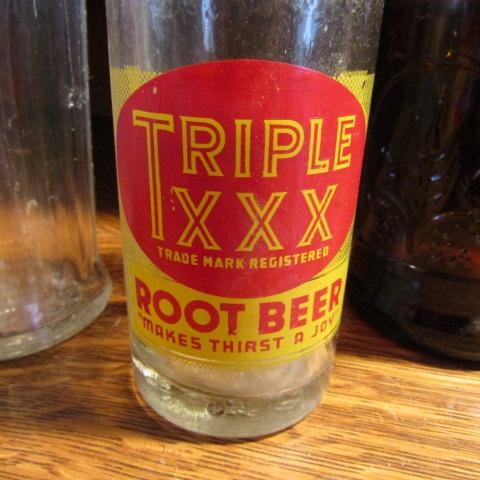 TRIPLE
XXX
TRADE MARK REGISTERED
ROOT BEER
"MAKES THIRST A JOY"